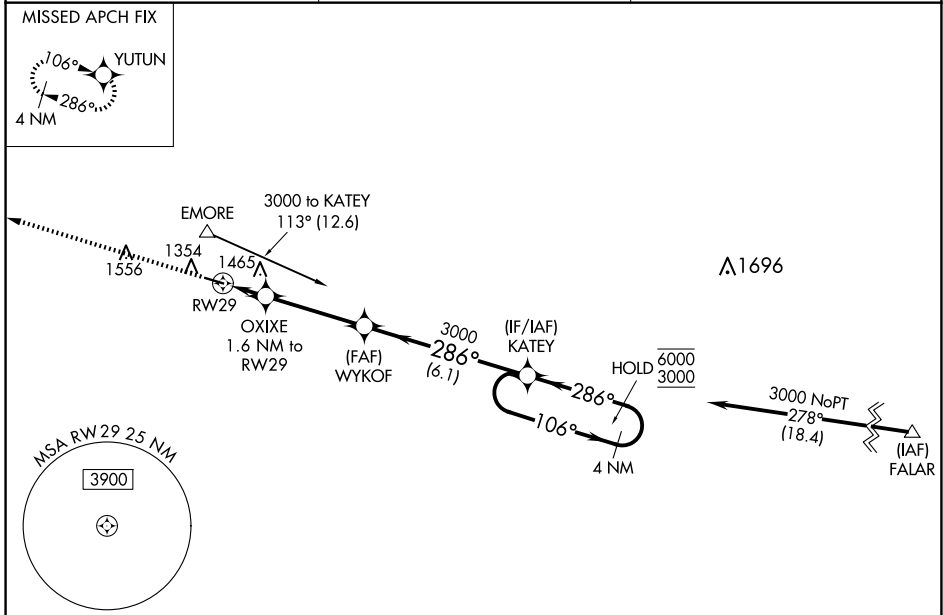 MISSED APCH FIX
106°
YUTUN
286°
4 NM
3000 to KATEY
113° (12.6)
EMORE
1556
1354
1465
1696
RW29
OXIXE
1.6 NM to
RW29
(FAF)
WYKOF
3000
286°
(6.1)
(IF/IAF)
KATEY
HOLD
6000
3000
286°
106°
4 NM
3000 NoPT
278°
(18.4)
(IAF)
FALAR
MSA RW 29 25 NM
3900